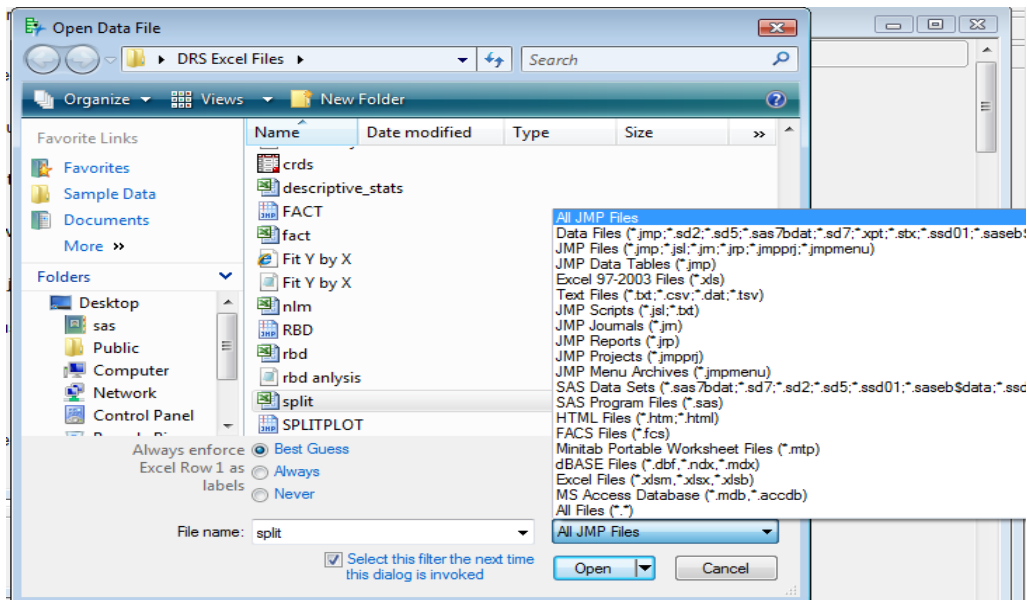 Open Data File
DRS Excel Files
Search
Organize Views New Folder
Favorite Links
Favorites
Sample Data
Documents
More »
Folders
Desktop
sas
Public
Computer
Network
Control Panel
Name Date modified Type Size »
crds
descriptive_stats
FACT
fact
Fit Y by X
Fit Y by X
nlm
RBD
rbd
rbd anlysis
split
SPLITPLOT
All JMP Files
Data Files (*.jmp;*.sd2;*.sd5;*.sas7bdat;*.sd7;*.xpt;*.stx;*.ssd01;*.saseb$
JMP Files (*.jmp;*.jsl;*.jrn;*.jrp;*.jmpprj;*.jmpmenu)
JMP Data Tables (*.jmp)
Excel 97-2003 Files (*.xls)
Text Files (*.txt;*.csv;*.dat;*.tsv)
JMP Scripts (*.jsl;*.txt)
JMP Journals (*.jrn)
JMP Reports (*.jrp)
JMP Projects (*.jmpprj)
JMP Menu Archives (*.jmpmenu)
SAS Data Sets (*.sas7bdat;*.sd7;*.sd2;*.sd5;*.ssd01;*.saseb$data;*.ssd
SAS Program Files (*.sas)
HTML Files (*.htm;*.html)
FACS Files (*.fcs)
Minitab Portable Worksheet Files (*.mtp)
dBASE Files (*.dbf,*.ndx,*.mdx)
Excel Files (*.xlsm,*.xlsx,*.xlsb)
MS Access Database (*.mdb,*.accdb)
All Files (*.*)
Always enforce
Excel Row 1 as
labels
Best Guess
Always
Never
File name: split
All JMP Files
Select this filter the next time
this dialog is invoked
Open Cancel